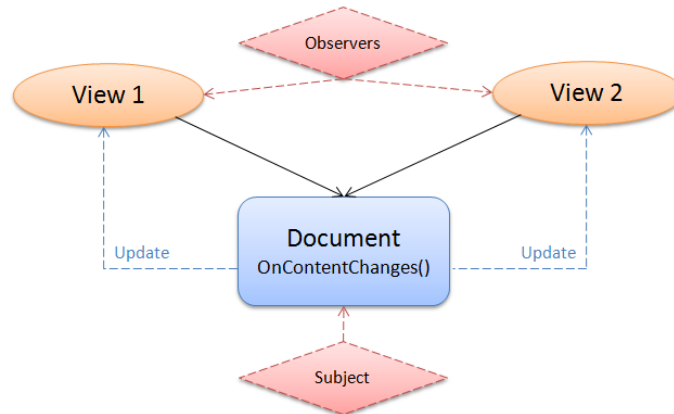 Observers
View 1
View 2
Document
OnContentChanges()
Update
Update
Subject